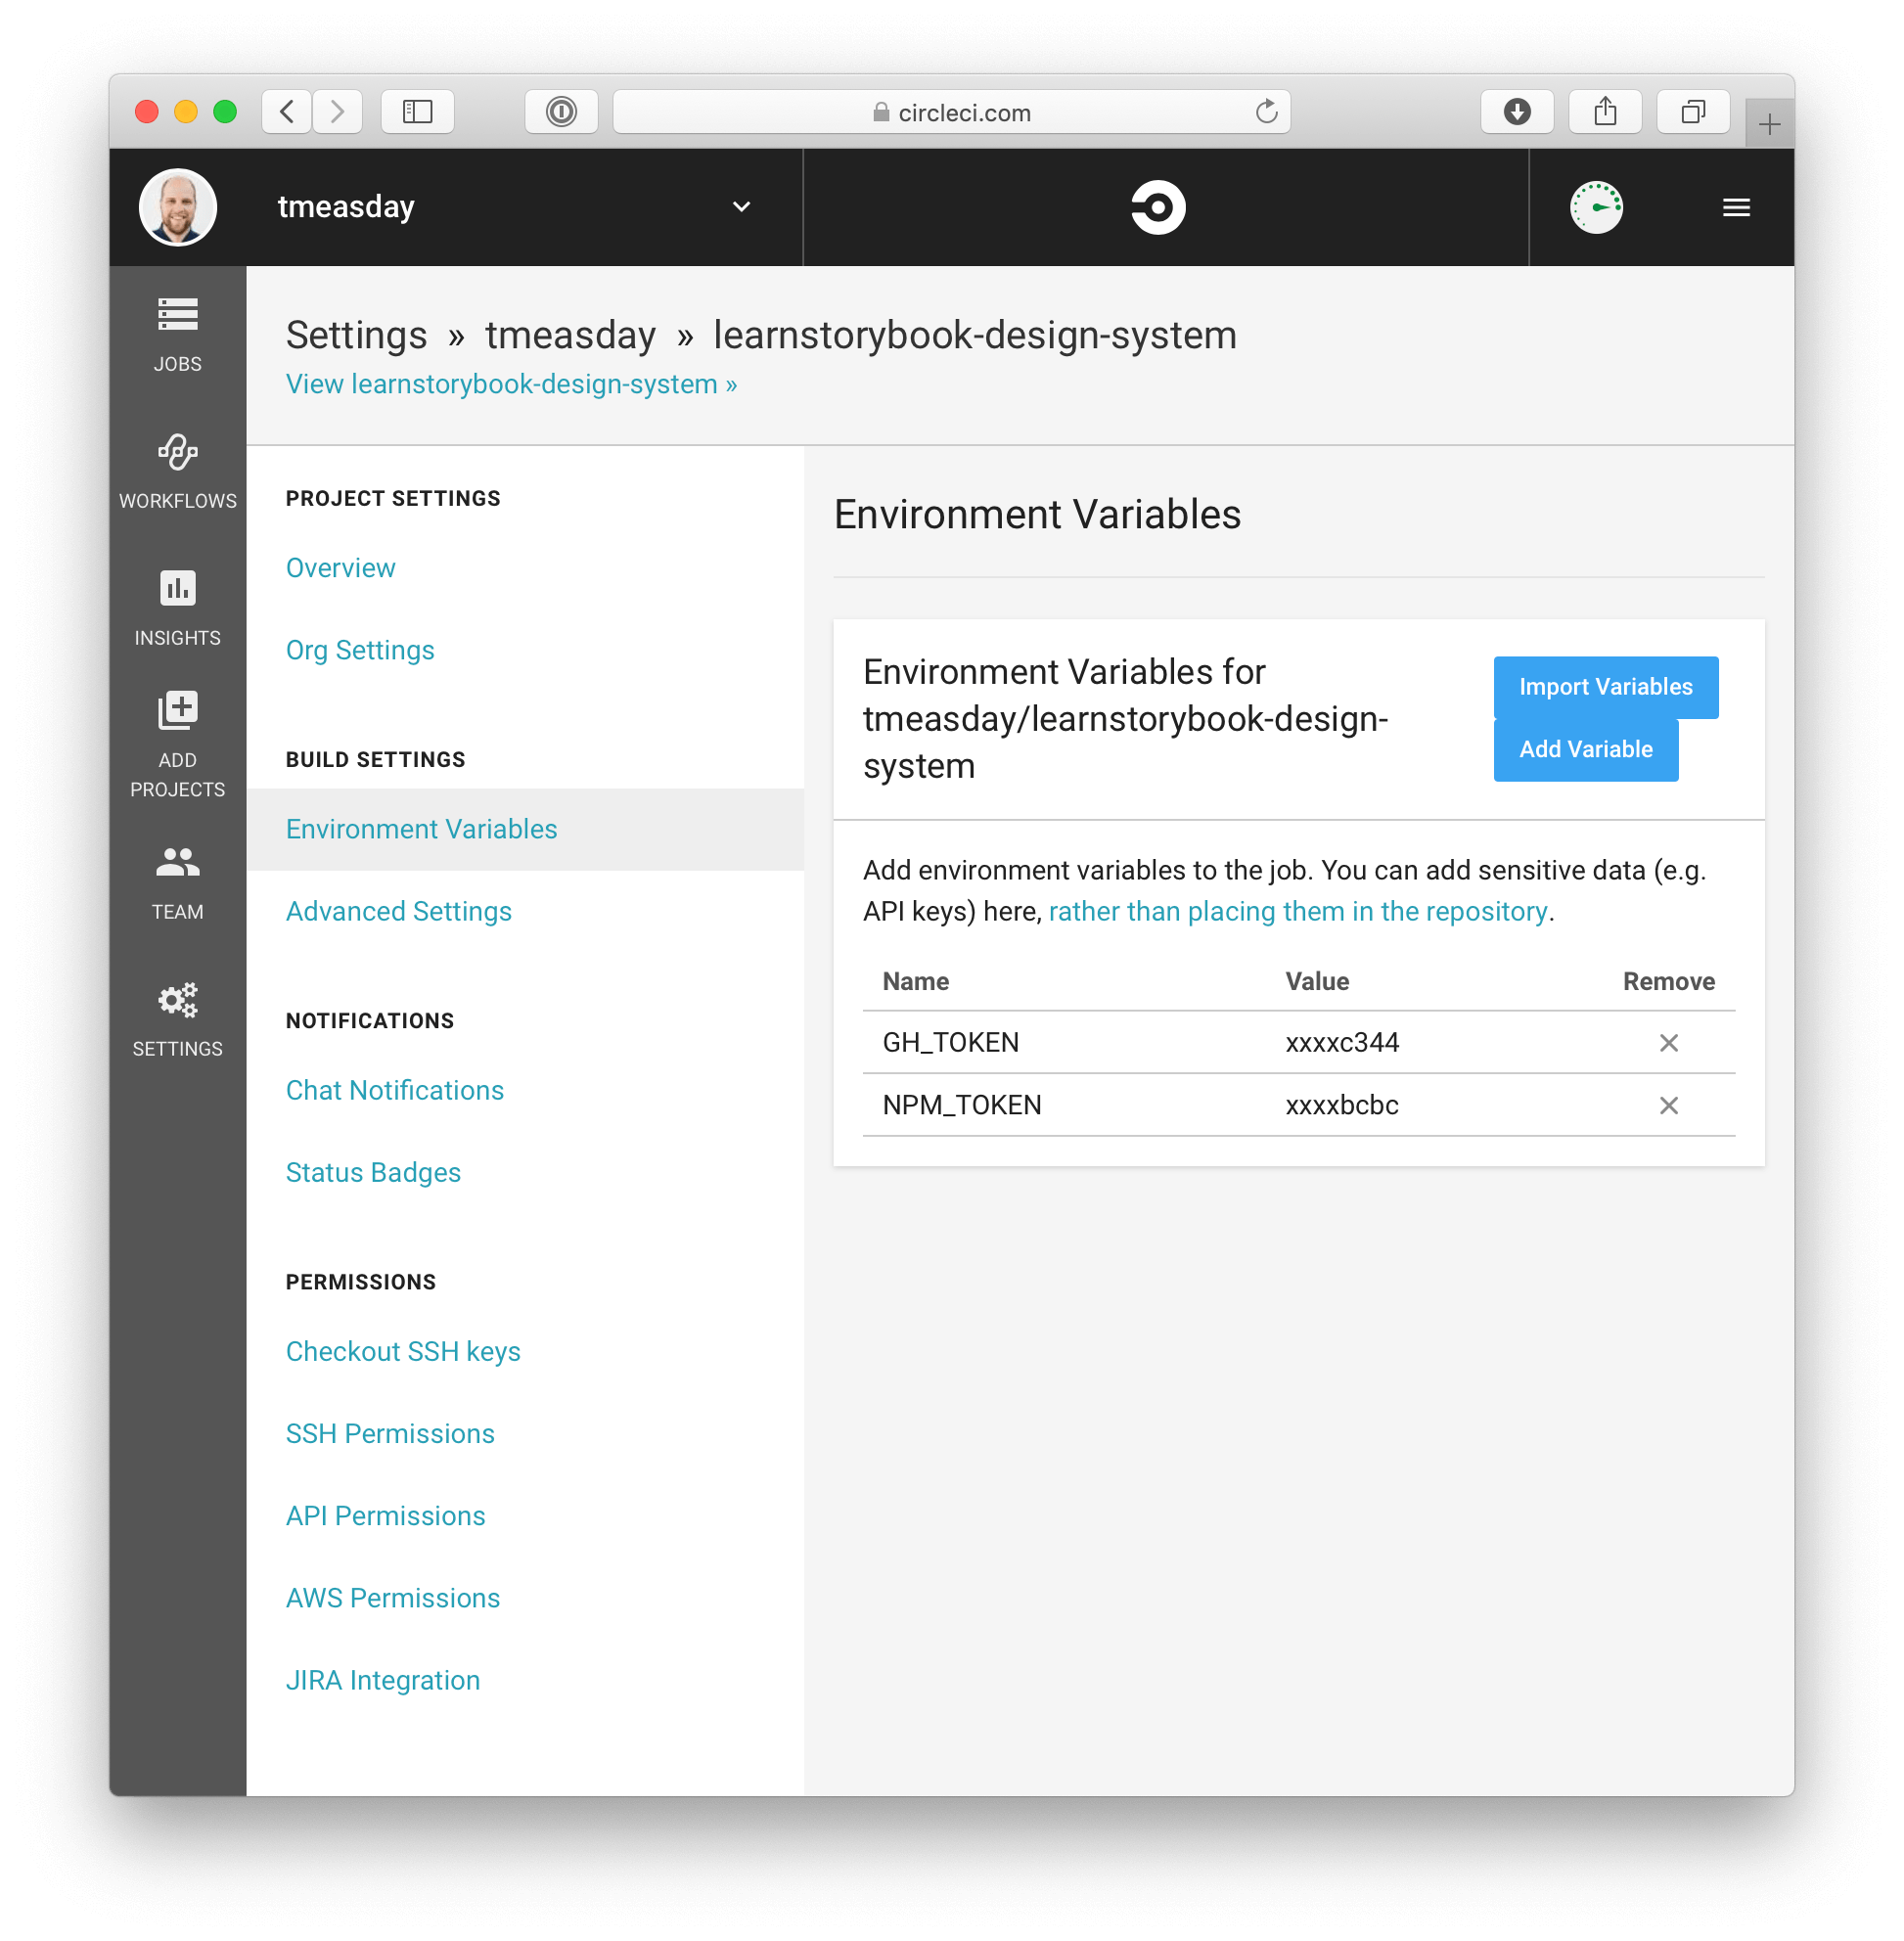 circleci.com
tmeasday
JOBS
WORKFLOWS
INSIGHTS
ADD
PROJECTS
TEAM
SETTINGS
Settings » tmeasday » learnstorybook-design-system
View learnstorybook-design-system »
PROJECT SETTINGS
Overview
Org Settings
BUILD SETTINGS
Environment Variables
Advanced Settings
NOTIFICATIONS
Chat Notifications
Status Badges
PERMISSIONS
Checkout SSH keys
SSH Permissions
API Permissions
AWS Permissions
JIRA Integration
Environment Variables
Environment Variables for
tmeasday/learnstorybook-design-
system
Import Variables
Add Variable
Add environment variables to the job. You can add sensitive data (e.g.
API keys) here, rather than placing them in the repository.
Name Value Remove
GH_TOKEN xxxxc344
NPM_TOKEN xxxxbcbc